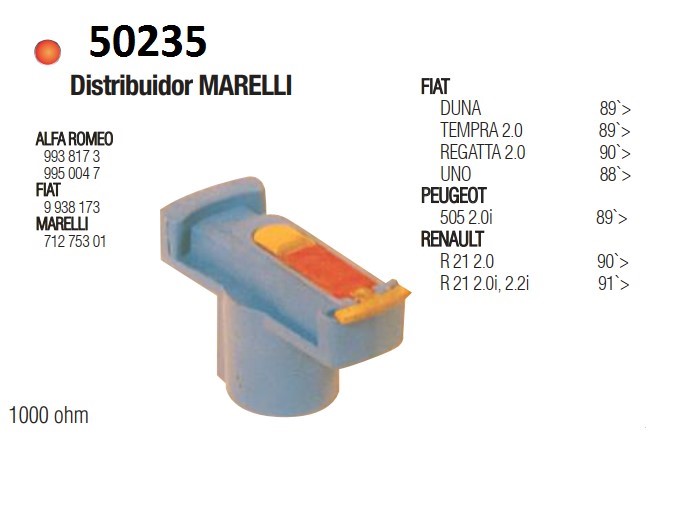 50235
Distribuidor MARELLI
ALFA ROMEO
993 817 3
995 004 7
FIAT
9 938 173
MARELLI
712 753 01
1000 ohm
FIAT
DUNA 89`>
TEMPRA 2.0 89`>
REGATTA 2.0 90`>
UNO 88`>
PEUGEOT
505 2.0i 89`>
RENAULT
R 21 2.0 90`>
R 21 2.0i, 2.2i 91`>